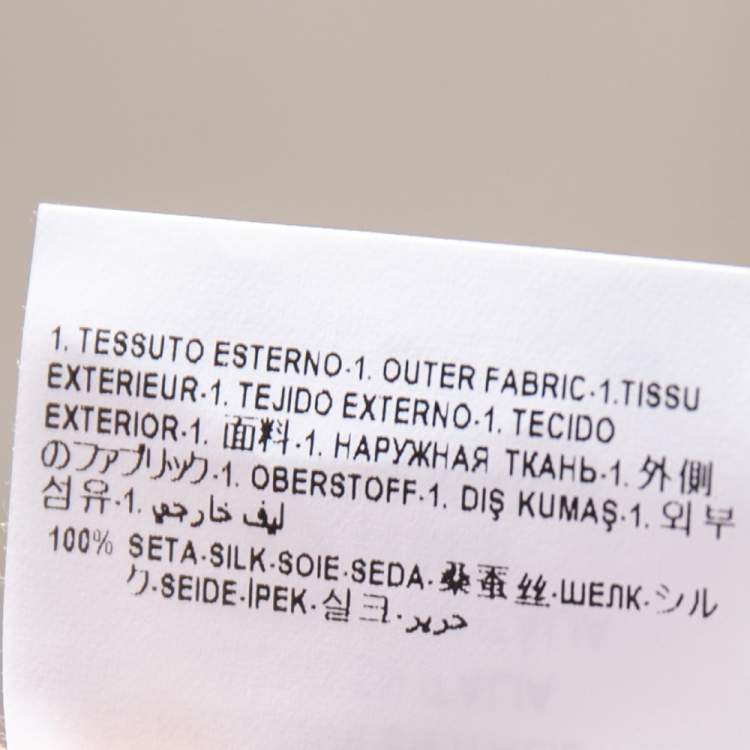 1. TESSUTO ESTERNO·1. OUTER FABRIC·1.TISSU
EXTERIEUR·1. TEJIDO EXTERNO·1. TECIDO
EXTERIOR·1. 面料·1. НАРУЖНАЯ ТКАНЬ·1. 外側
のファブリック·1. OBERSTOFF·1. DIŞ KUMAŞ·1. 외부
섬유·1. ليف خارجي
100% SETA·SILK·SOIE·SEDA·桑蚕丝·ШЕЛК·シル
ク·SEIDE·İPEK·실크·حرير